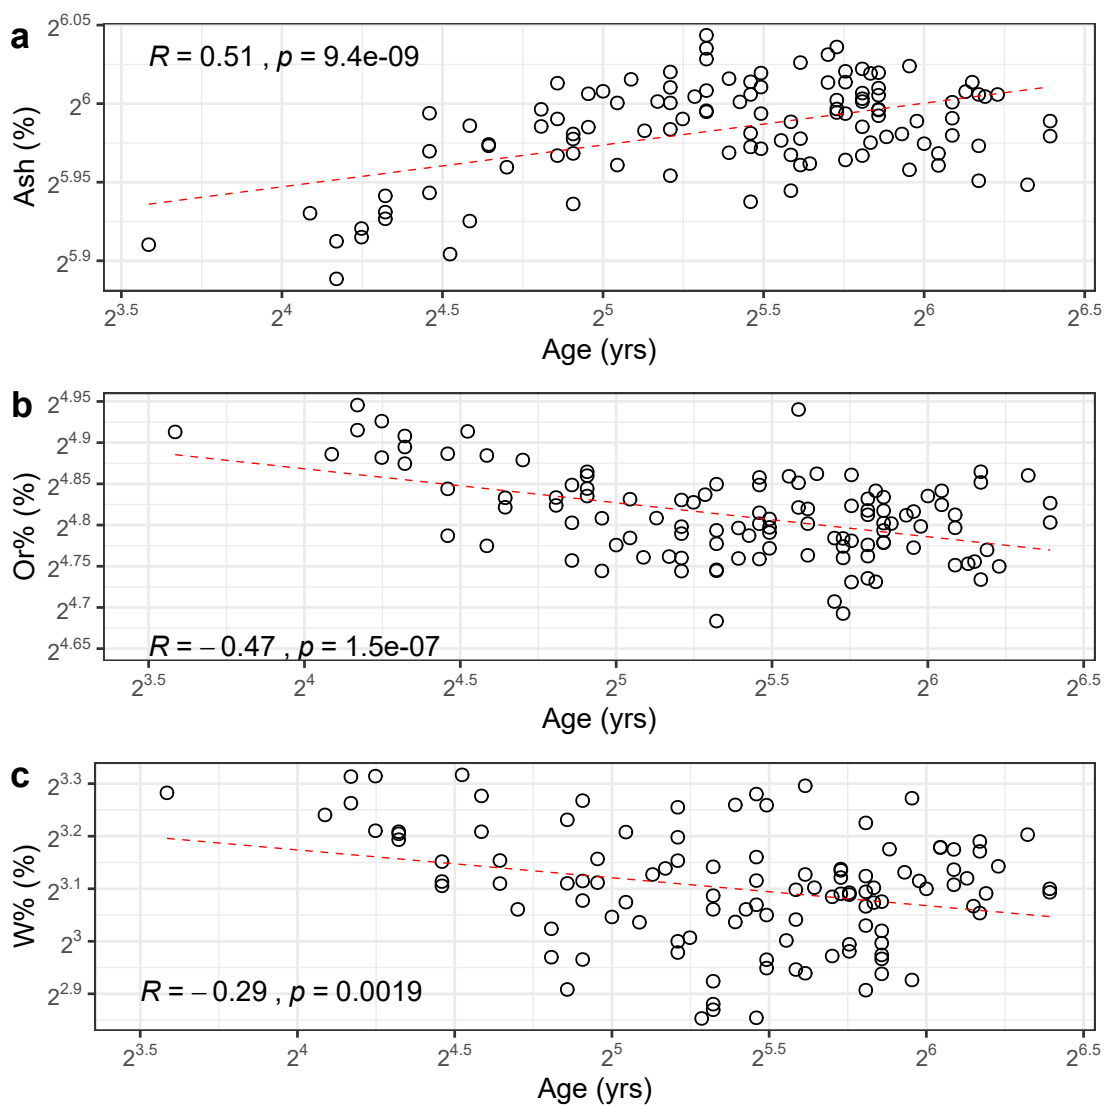 a
R = 0.51 , p = 9.4e-09
Ash (%)
2^6.05
2^6
2^5.95
2^5.9
2^3.5 2^4 2^4.5 2^5 2^5.5 2^6 2^6.5
Age (yrs)
b
Or% (%)
2^4.95
2^4.9
2^4.85
2^4.8
2^4.75
2^4.7
2^4.65
R = − 0.47 , p = 1.5e-07
2^3.5 2^4 2^4.5 2^5 2^5.5 2^6 2^6.5
Age (yrs)
c
W% (%)
2^3.3
2^3.2
2^3.1
2^3
2^2.9
R = − 0.29 , p = 0.0019
2^3.5 2^4 2^4.5 2^5 2^5.5 2^6 2^6.5
Age (yrs)